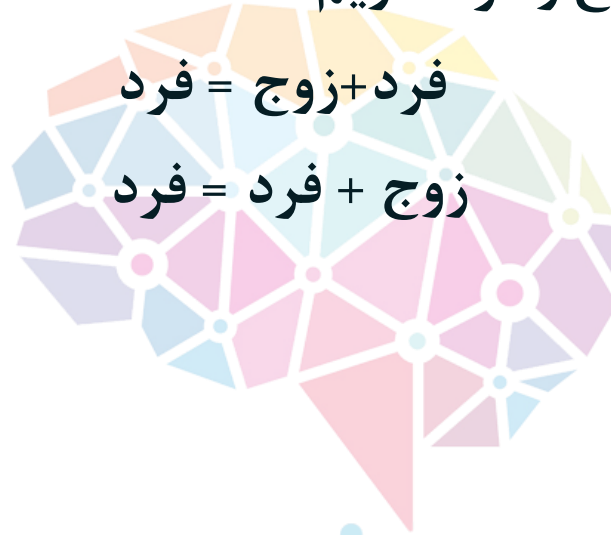 فرد+زوج = فرد
زوج + فرد = فرد